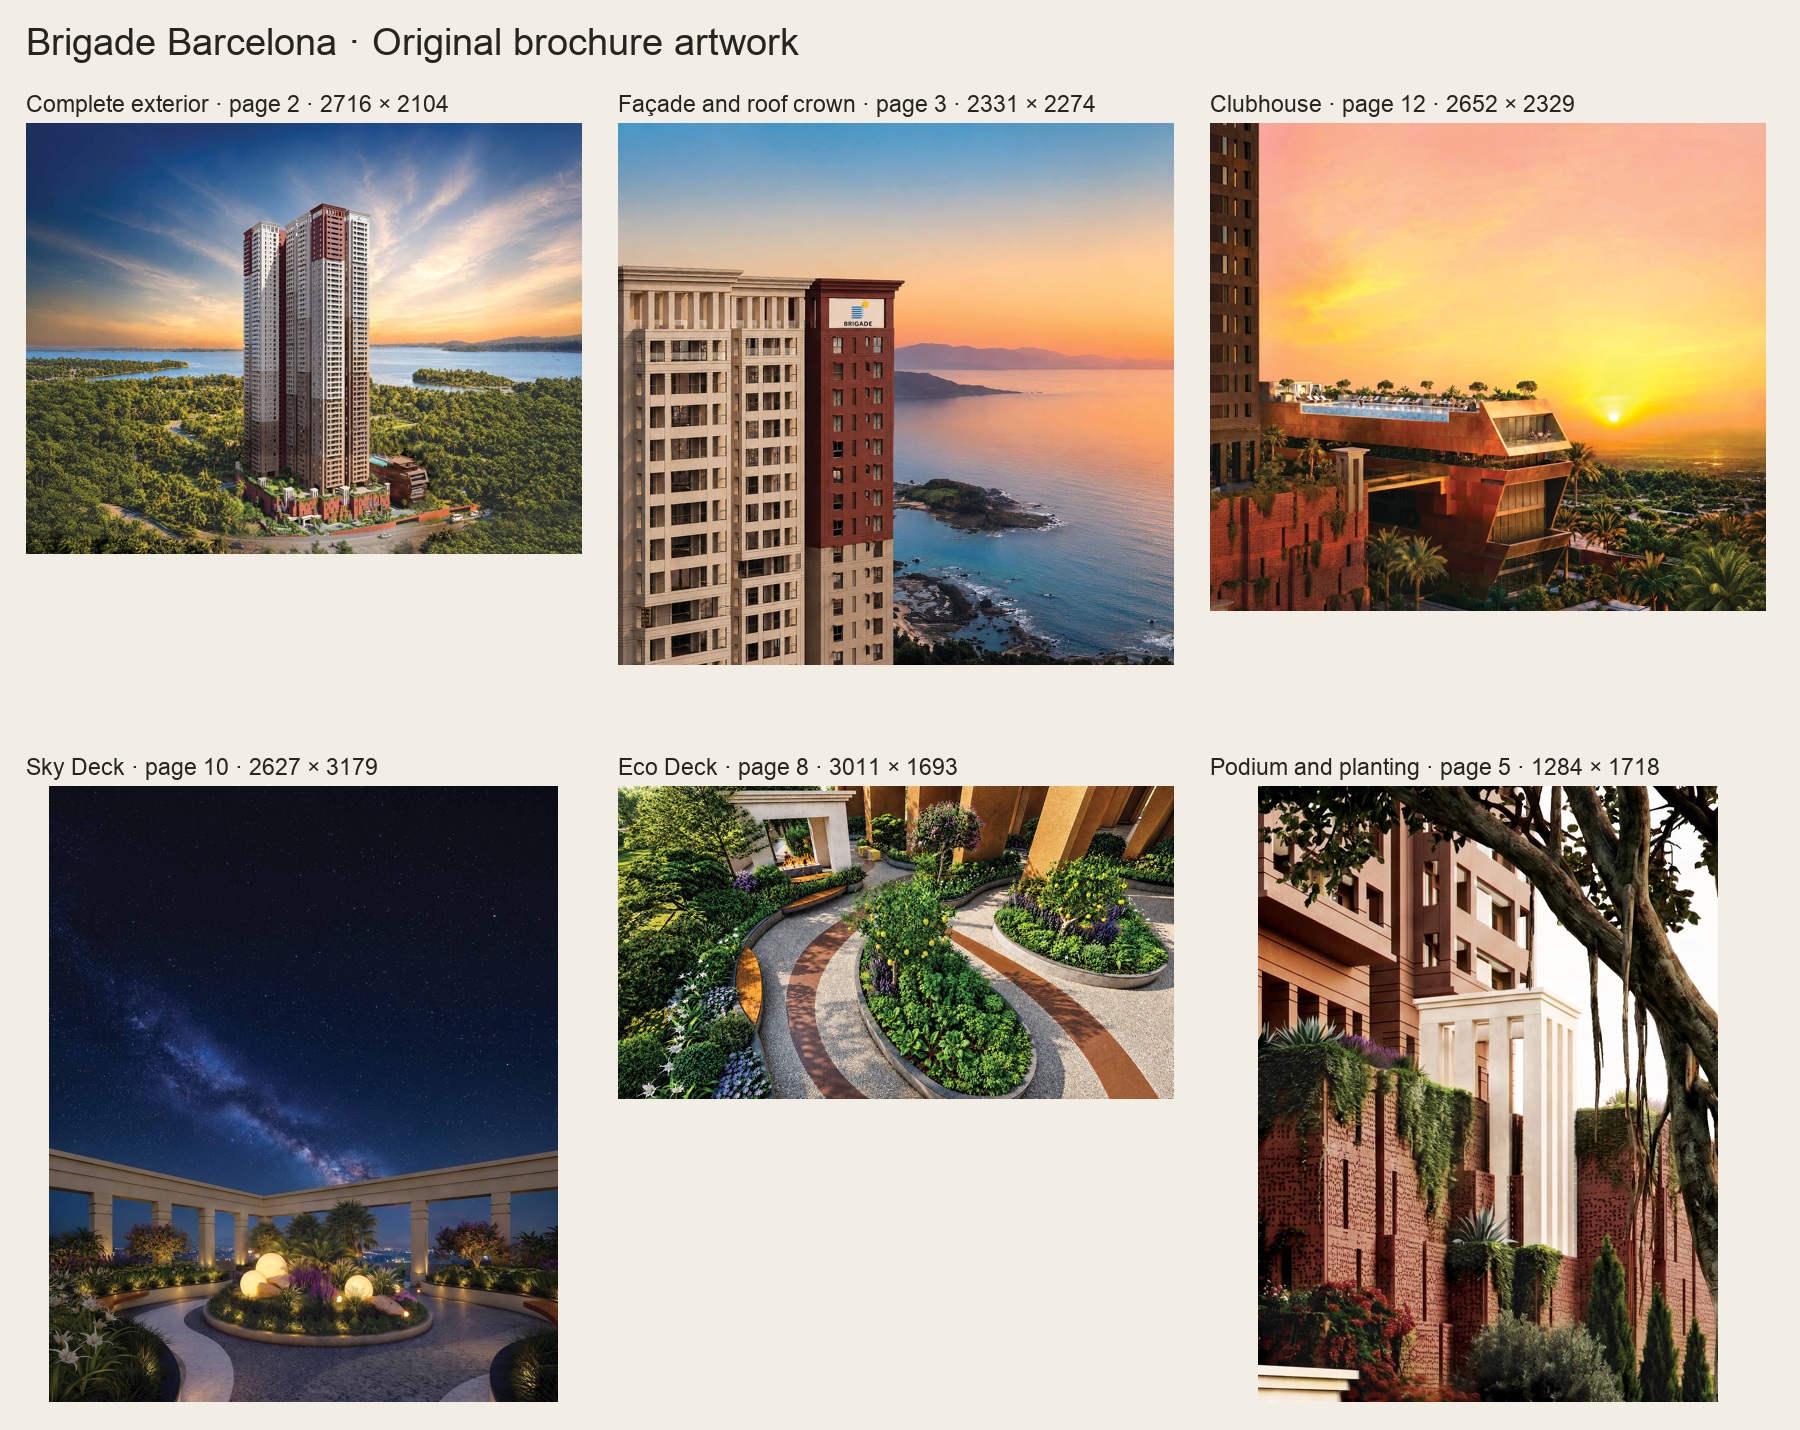 Brigade Barcelona · Original brochure artwork
Complete exterior · page 2 · 2716 × 2104
Façade and roof crown · page 3 · 2331 × 2274
Clubhouse · page 12 · 2652 × 2329
BRIGADE
Sky Deck · page 10 · 2627 × 3179
Eco Deck · page 8 · 3011 × 1693
Podium and planting · page 5 · 1284 × 1718